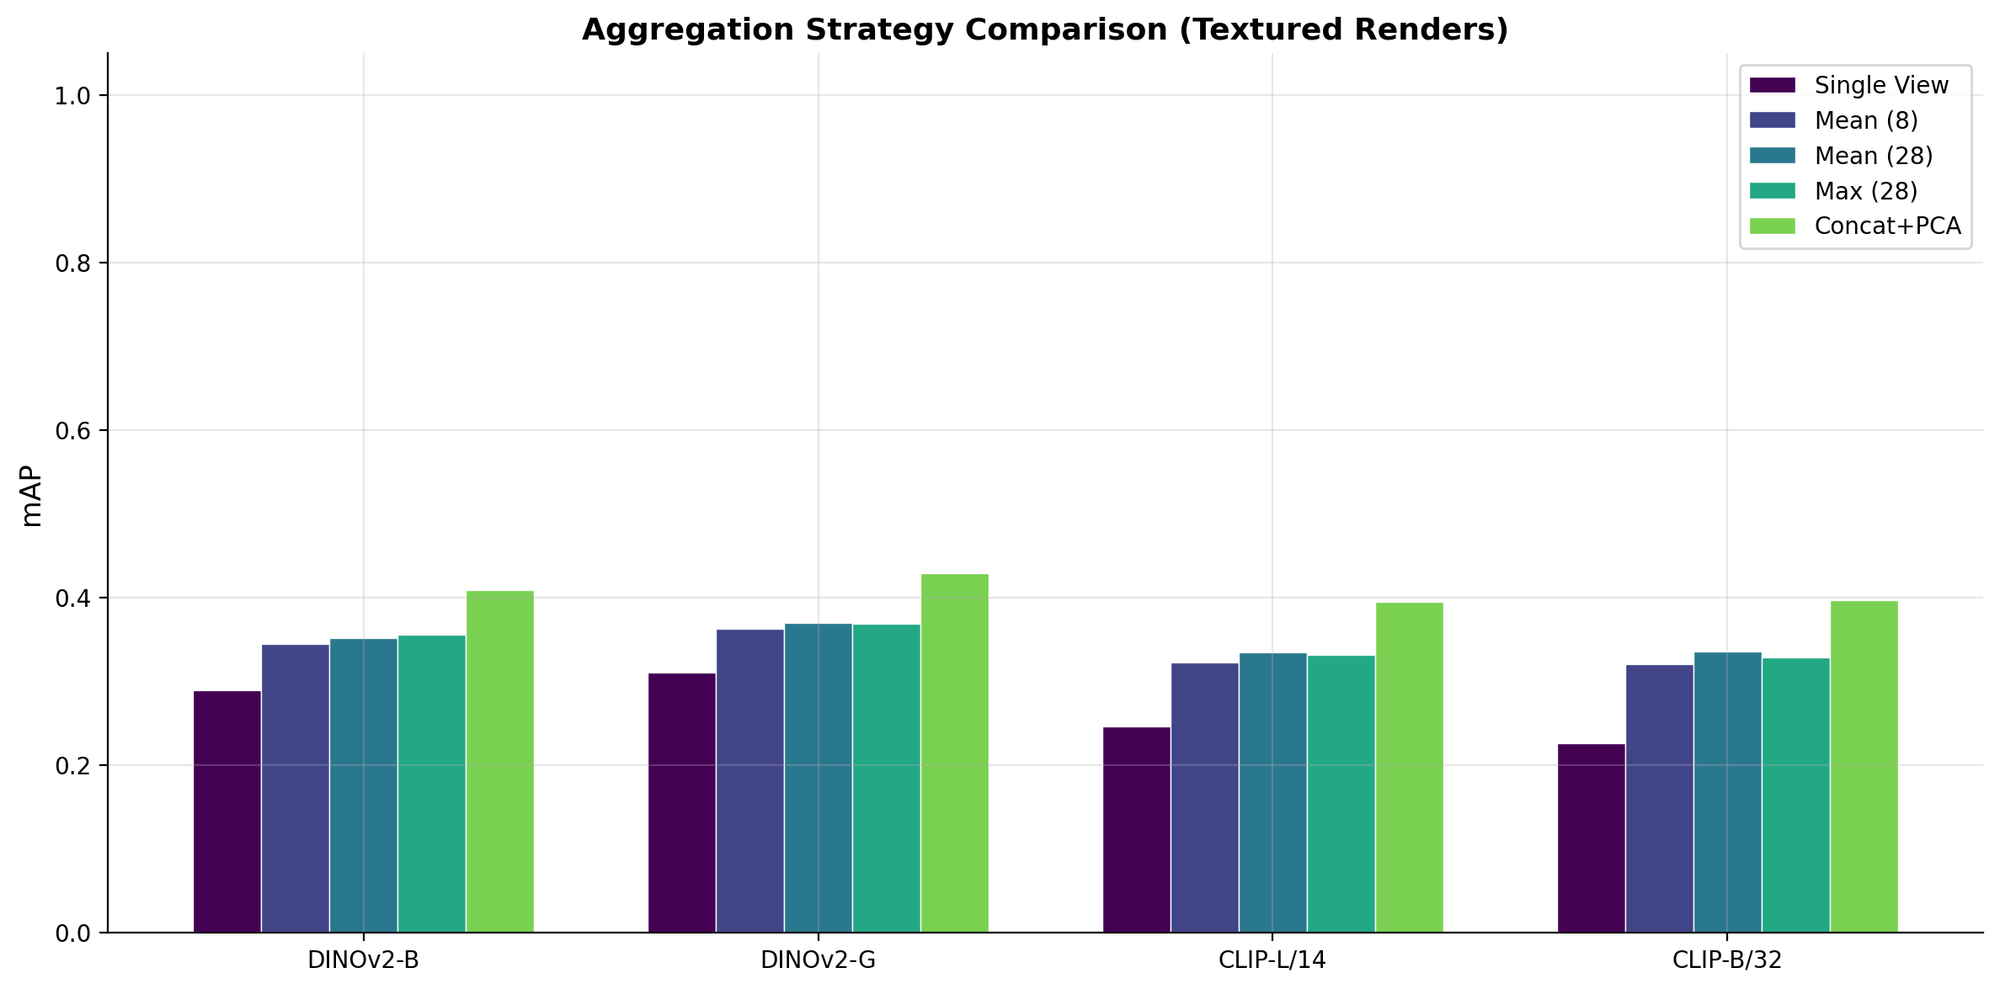 Aggregation Strategy Comparison (Textured Renders)
Single View
Mean (8)
Mean (28)
Max (28)
Concat+PCA
mAP
1.0
0.8
0.6
0.4
0.2
0.0
DINOv2-B
DINOv2-G
CLIP-L/14
CLIP-B/32